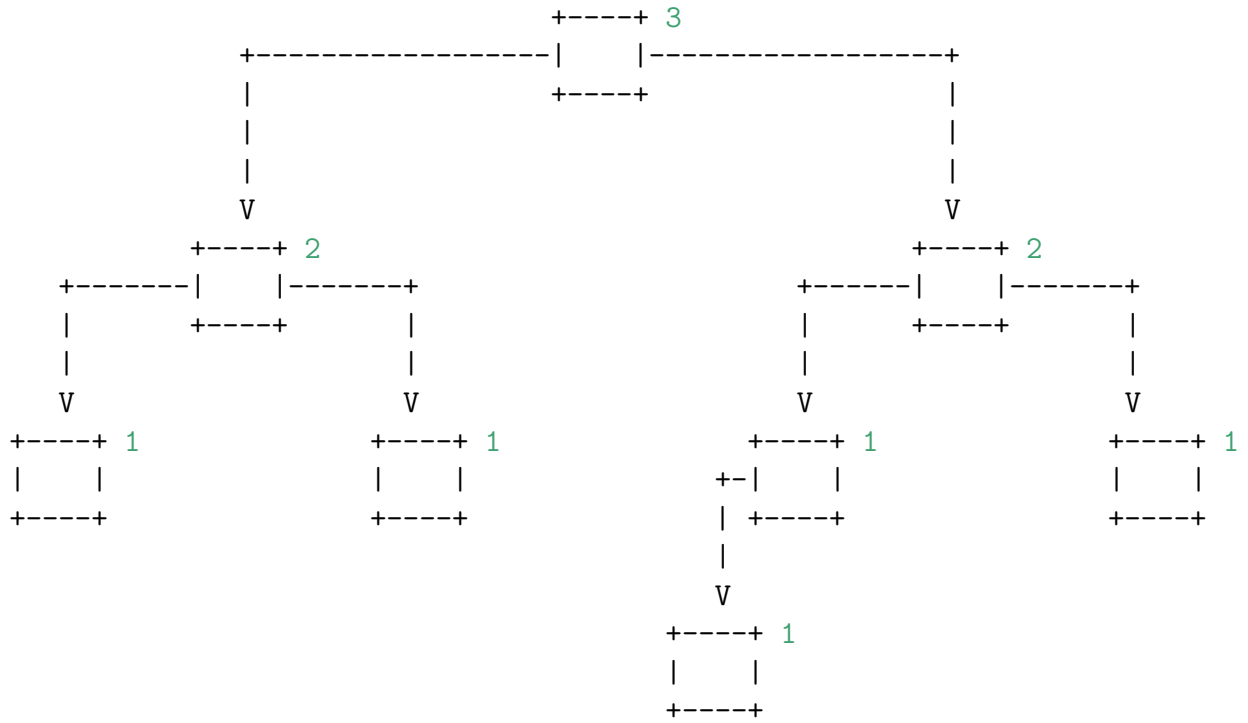 +----+ 3
              +------------------|    |------------------+
              |                  +----+                  |
              |                                          |
              |                                          |
              V                                          V
           +----+ 2                                    +----+ 2
   +-------|    |-------+                       +------|    |-------+
   |       +----+       |                       |      +----+       |
   |                    |                       |                   |
   V                    V                       V                   V
+----+ 1              +----+ 1               +----+ 1              +----+ 1
|    |                |    |               +-|    |                |    |
+----+                +----+               | +----+                +----+
                                           |
                                           V
                                        +----+ 1
                                        |    |
                                        +----+